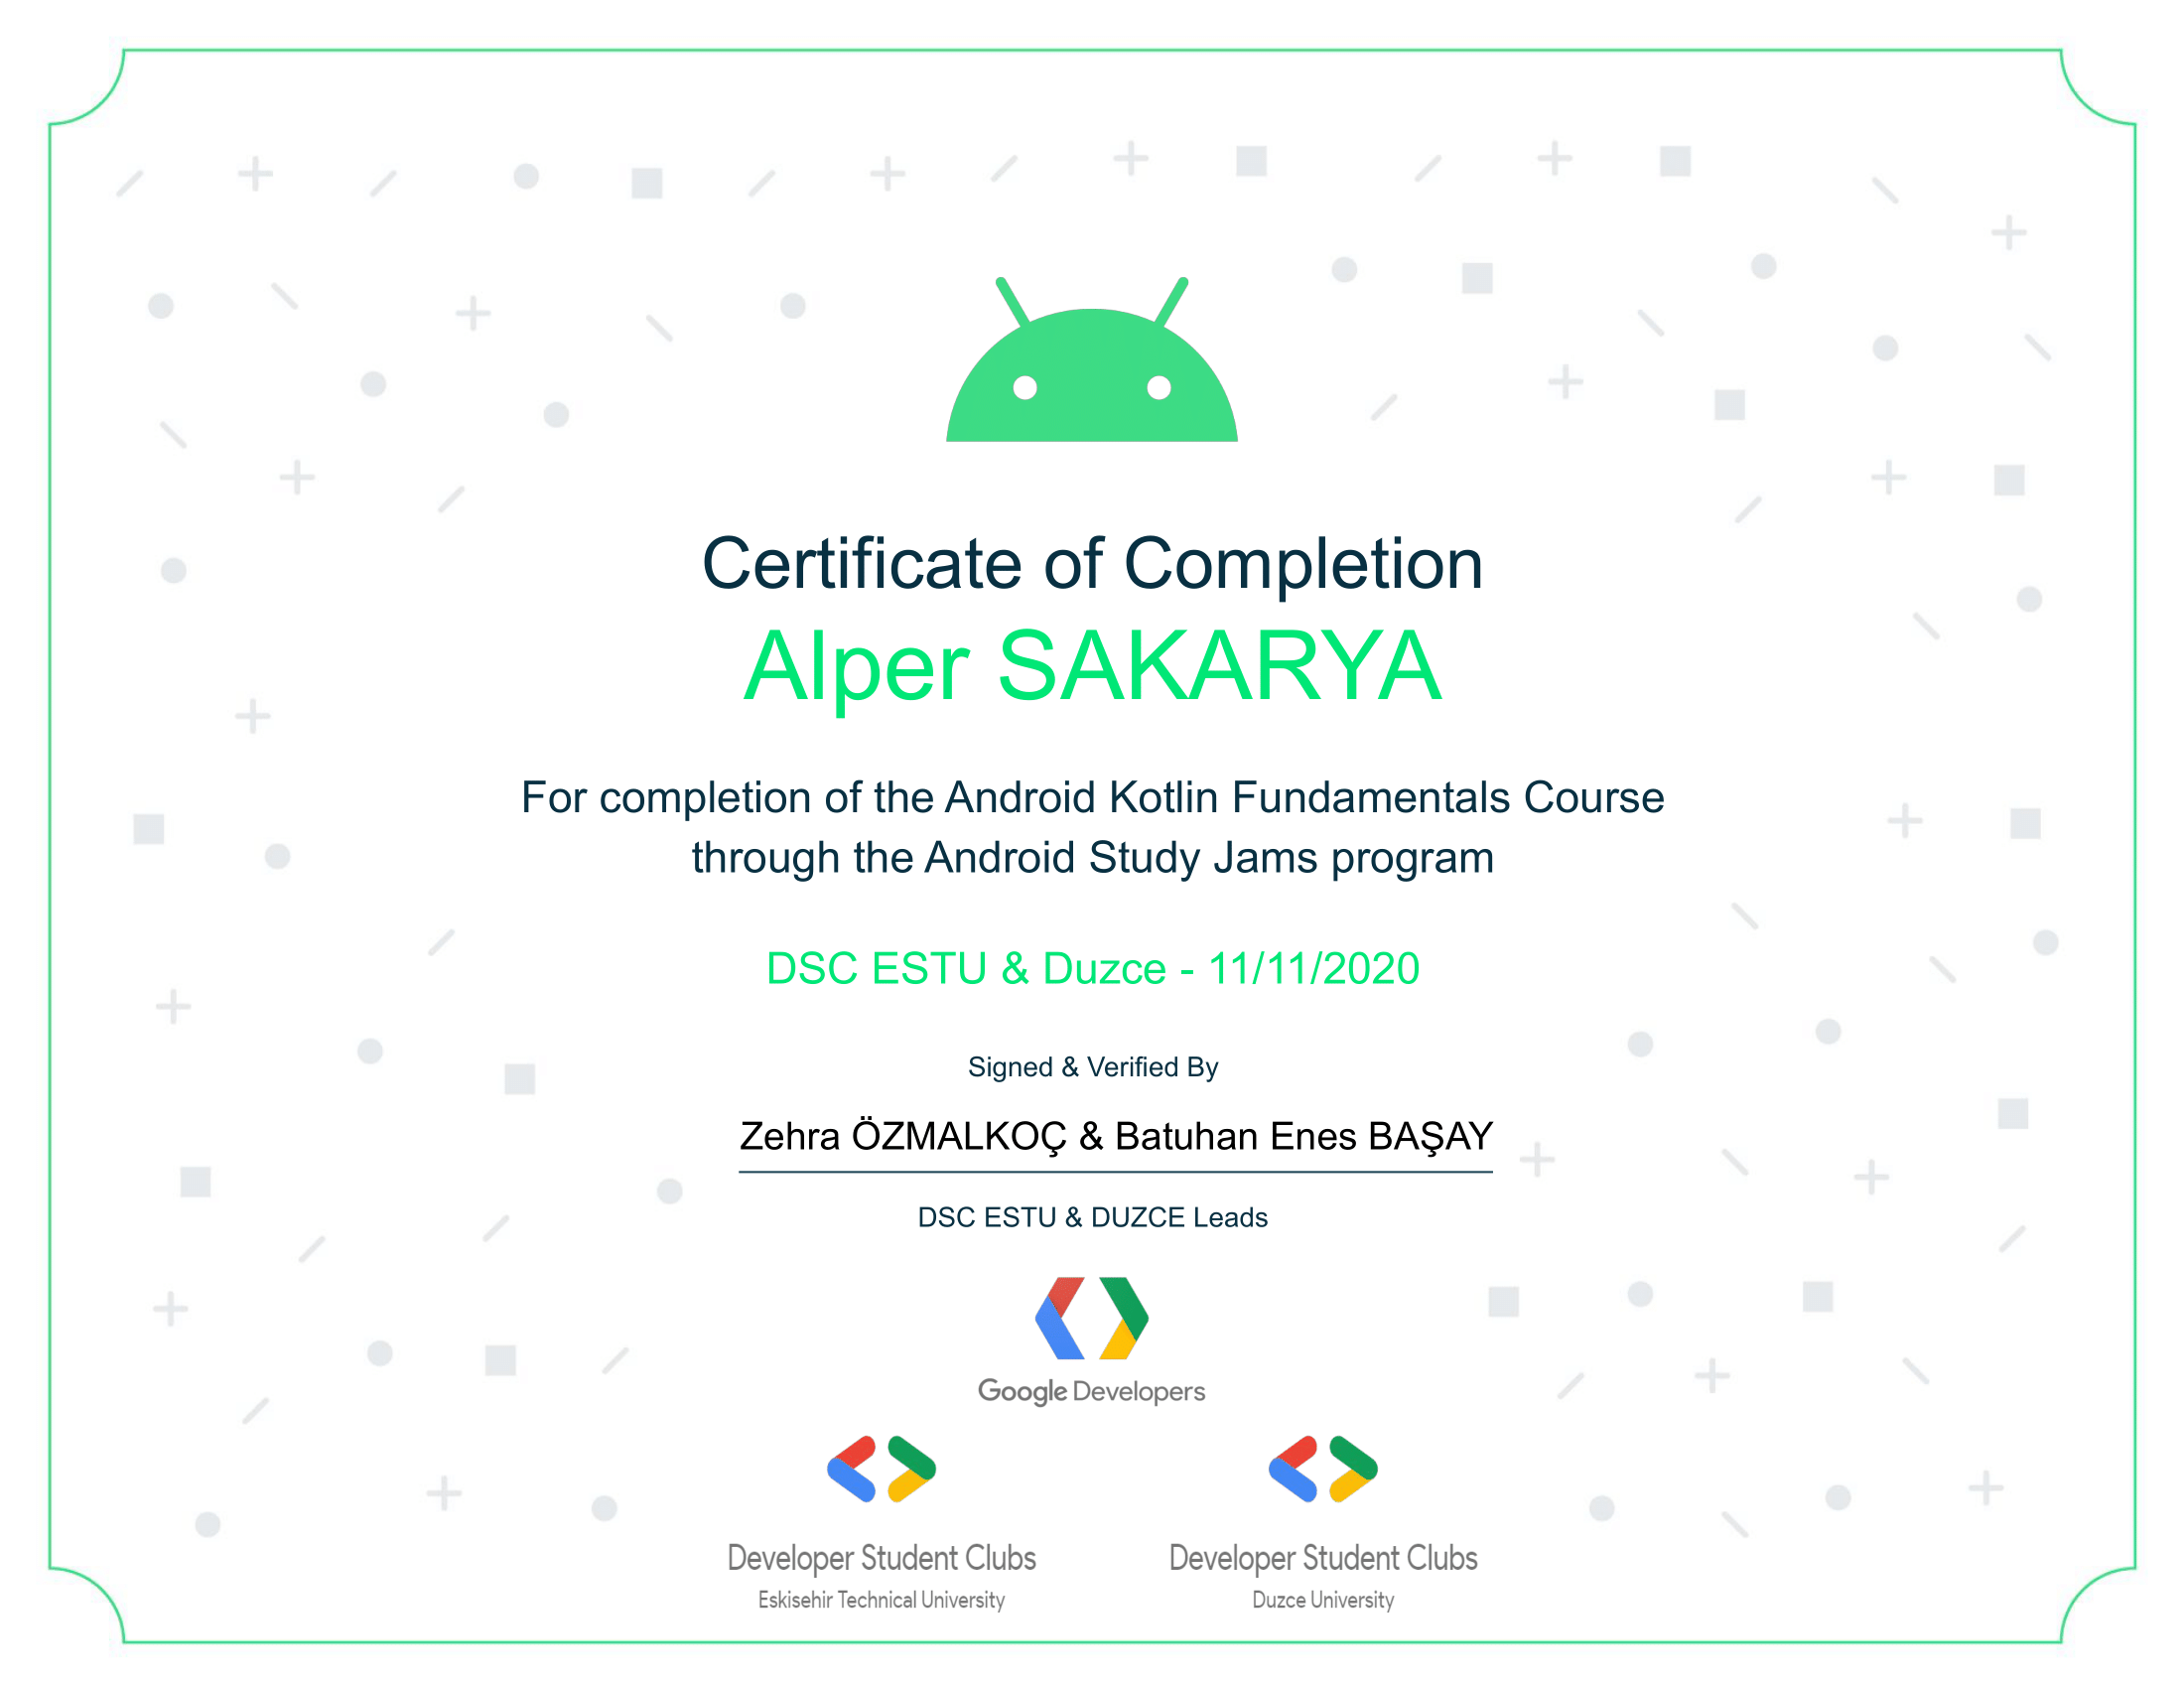 Certificate of Completion
Alper SAKARYA
For completion of the Android Kotlin Fundamentals Course
through the Android Study Jams program
DSC ESTU & Duzce - 11/11/2020
Signed & Verified By
Zehra ÖZMALKOÇ & Batuhan Enes BAŞAY
DSC ESTU & DUZCE Leads
Google Developers
Developer Student Clubs
Eskisehir Technical University
Developer Student Clubs
Duzce University